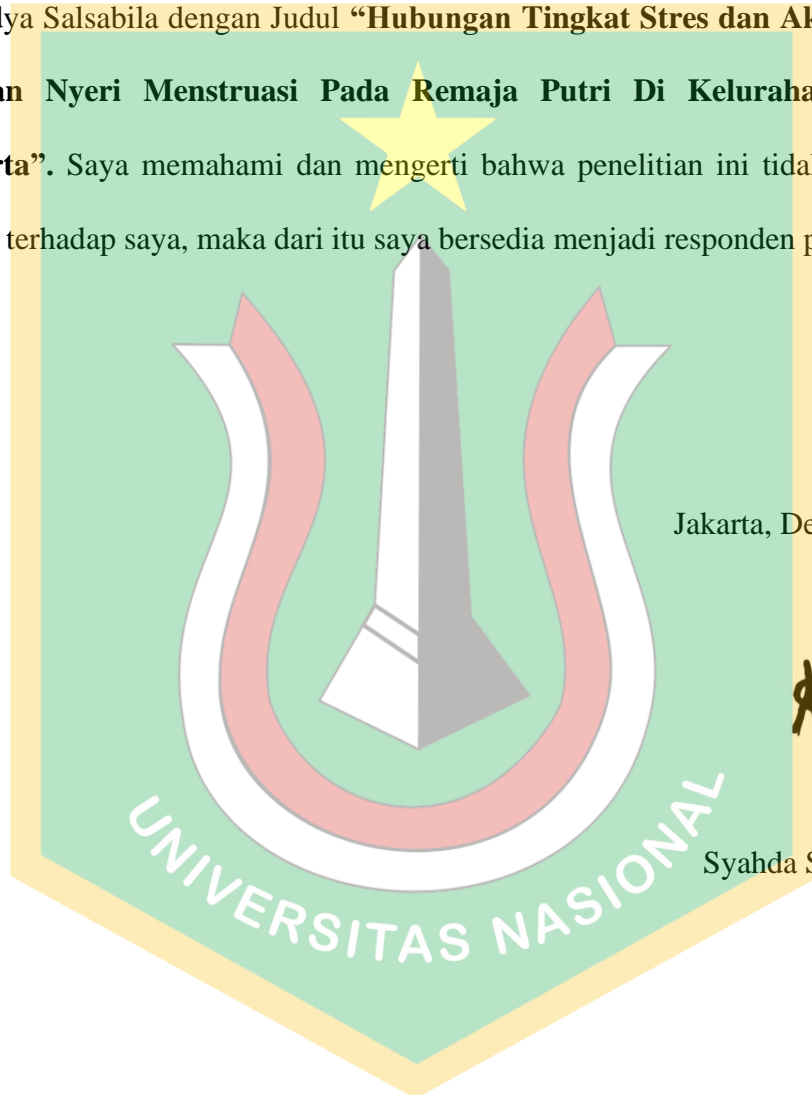 lya Salsabila dengan Judul “Hubungan Tingkat Stres dan Ak
an Nyeri Menstruasi Pada Remaja Putri Di Keluraha
rta”. Saya memahami dan mengerti bahwa penelitian ini tidal
terhadap saya, maka dari itu saya bersedia menjadi responden p
Jakarta, De
Syahda S
UNIVERSITAS NASIONAL